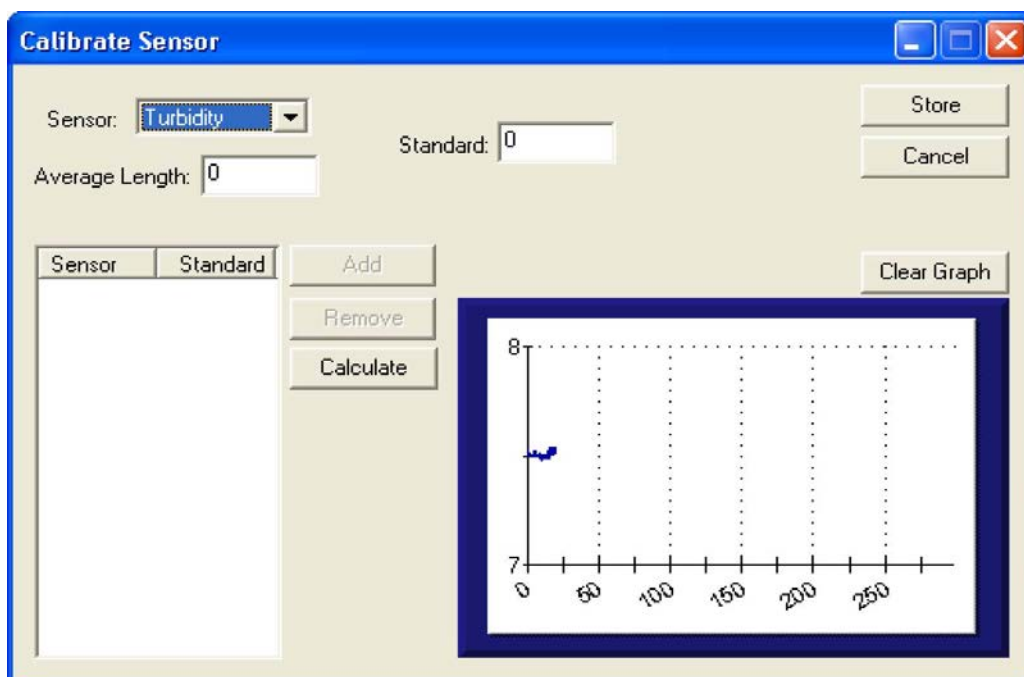 Calibrate Sensor
Sensor: Turbidity
Store
Standard: 0
Cancel
Average Length: 0
Sensor Standard
Add
Clear Graph
Remove
Calculate
8
7
0 50 100 150 200 250